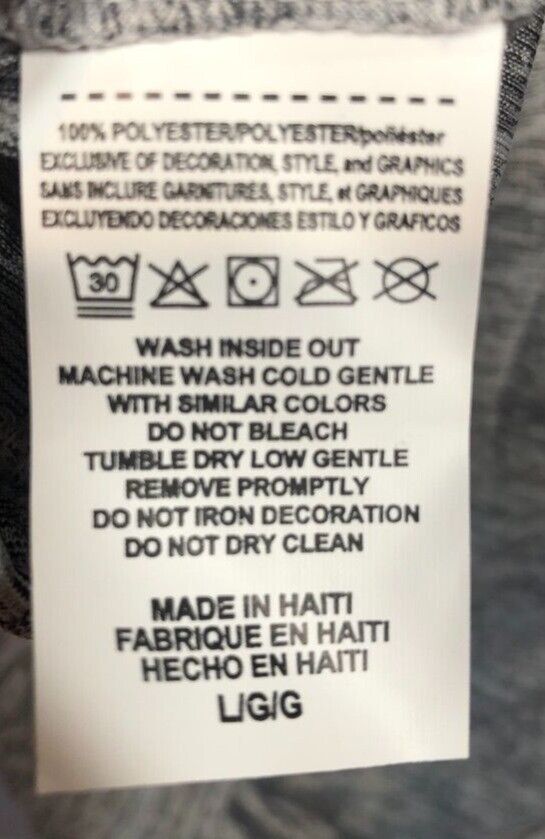 100% POLYESTER/POLYESTER/poliéster
EXCLUSIVE OF DECORATION, STYLE, and GRAPHICS
SANS INCLURE GARNITURES, STYLE, et GRAPHIQUES
EXCLUYENDO DECORACIONES ESTILO Y GRAFICOS
30
WASH INSIDE OUT
MACHINE WASH COLD GENTLE
WITH SIMILAR COLORS
DO NOT BLEACH
TUMBLE DRY LOW GENTLE
REMOVE PROMPTLY
DO NOT IRON DECORATION
DO NOT DRY CLEAN
MADE IN HAITI
FABRIQUE EN HAITI
HECHO EN HAITI
L/G/G